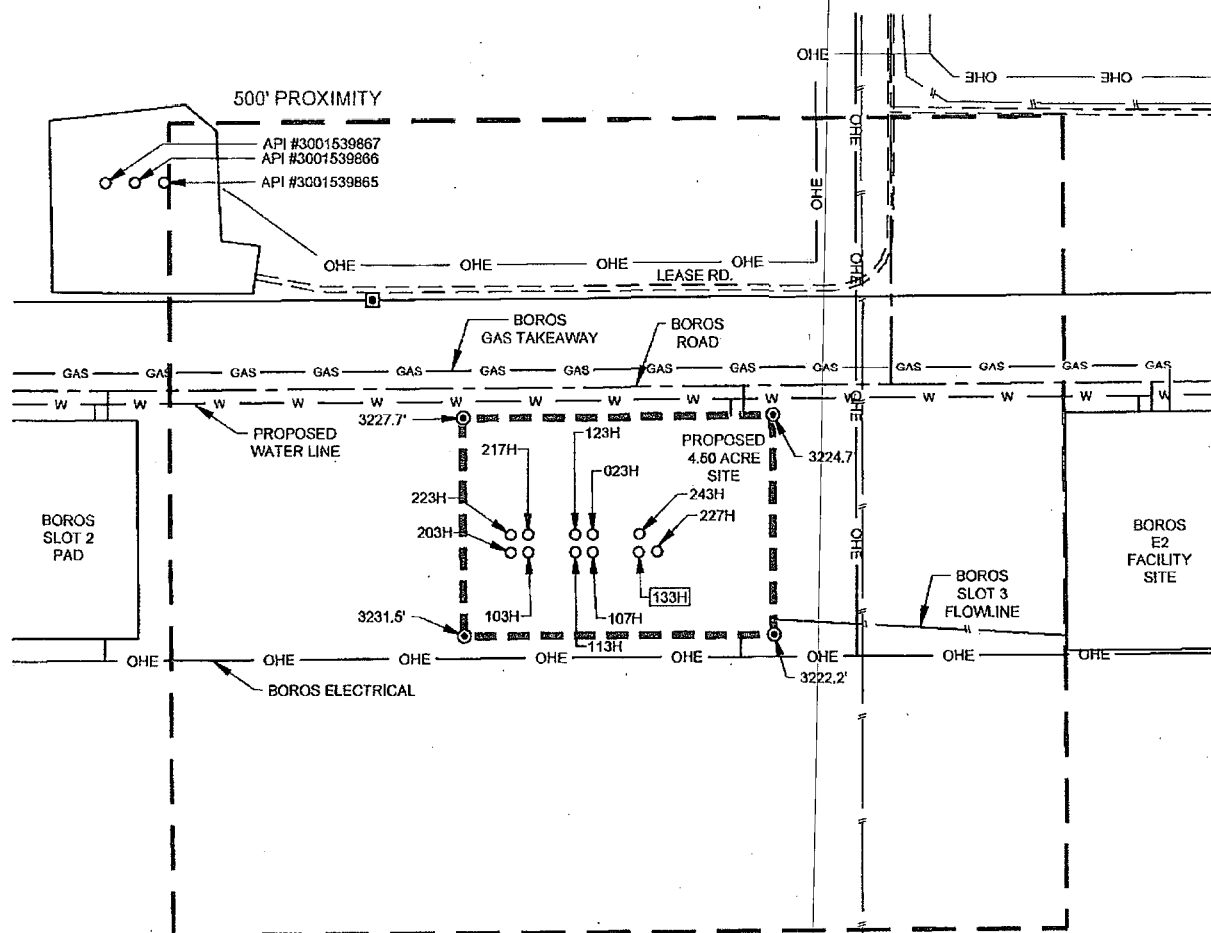 OHE
OHE OHE
500' PROXIMITY
OHE
API #3001539867
API #3001539866
API #3001539865
OHE
OHE OHE OHE OHE
OHE
LEASE RD.
BOROS
GAS TAKEAWAY
BOROS
ROAD
GAS GAS GAS GAS GAS GAS GAS GAS GAS GAS GAS GAS GAS GAS
W W W W W W W W W W W W W W W
OHE
PROPOSED
WATER LINE
3227.7'
217H
123H
023H
PROPOSED
4.50 ACRE
SITE
3224.7'
223H
243H
203H
227H
BOROS
SLOT 2
PAD
OHE
BOROS
E2
FACILITY
SITE
BOROS
SLOT 3
FLOWLINE
133H
3231.5'
103H
107H
113H
OHE OHE OHE OHE OHE OHE OHE OHE
3222.2'
BOROS ELECTRICAL